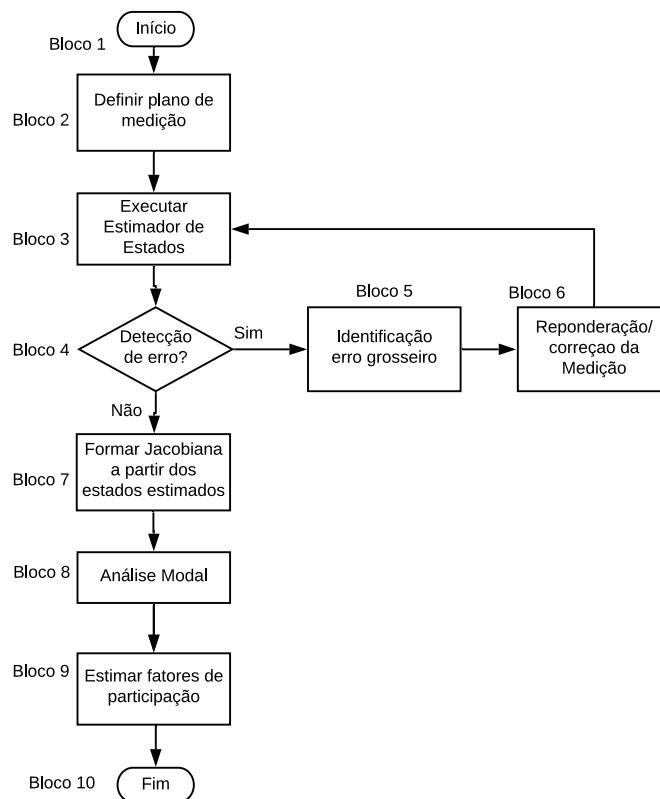 Início
Bloco 1
Definir plano de
medição
Bloco 2
Executar
Estimador de
Estados
Bloco 3
Detecção
de erro?
Bloco 4
Sim
Bloco 5
Identificação
erro grosseiro
Bloco 6
Reponderação/
correçao da
Medição
Não
Formar Jacobiana
a partir dos
estados estimados
Bloco 7
Análise Modal
Bloco 8
Bloco 9
Estimar fatores de
participação
Bloco 10
Fim